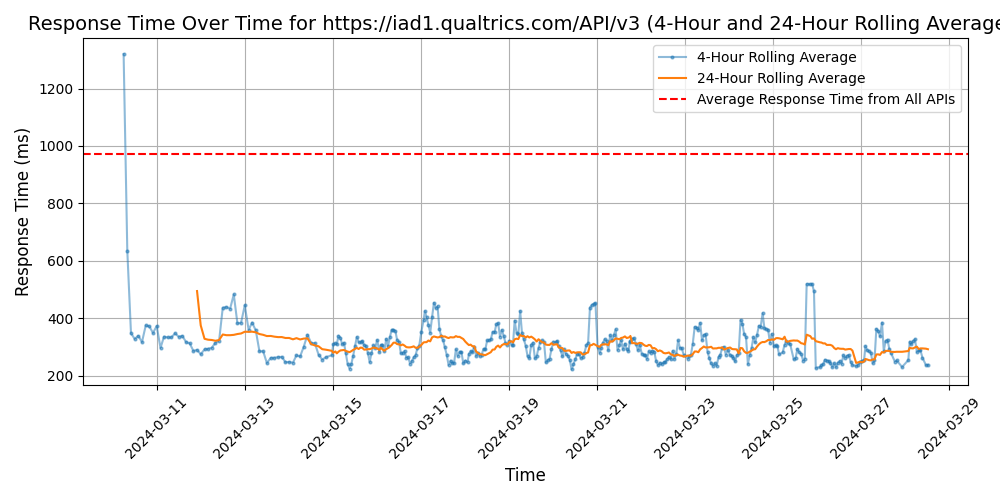 Response Time Over Time for https://iad1.qualtrics.com/API/v3 (4-Hour and 24-Hour Rolling Average
4-Hour Rolling Average
24-Hour Rolling Average
Average Response Time from All APIs
Response Time (ms)
1200
1000
800
600
400
200
2024-03-11
2024-03-13
2024-03-15
2024-03-17
2024-03-19
2024-03-21
2024-03-23
2024-03-25
2024-03-27
2024-03-29
Time